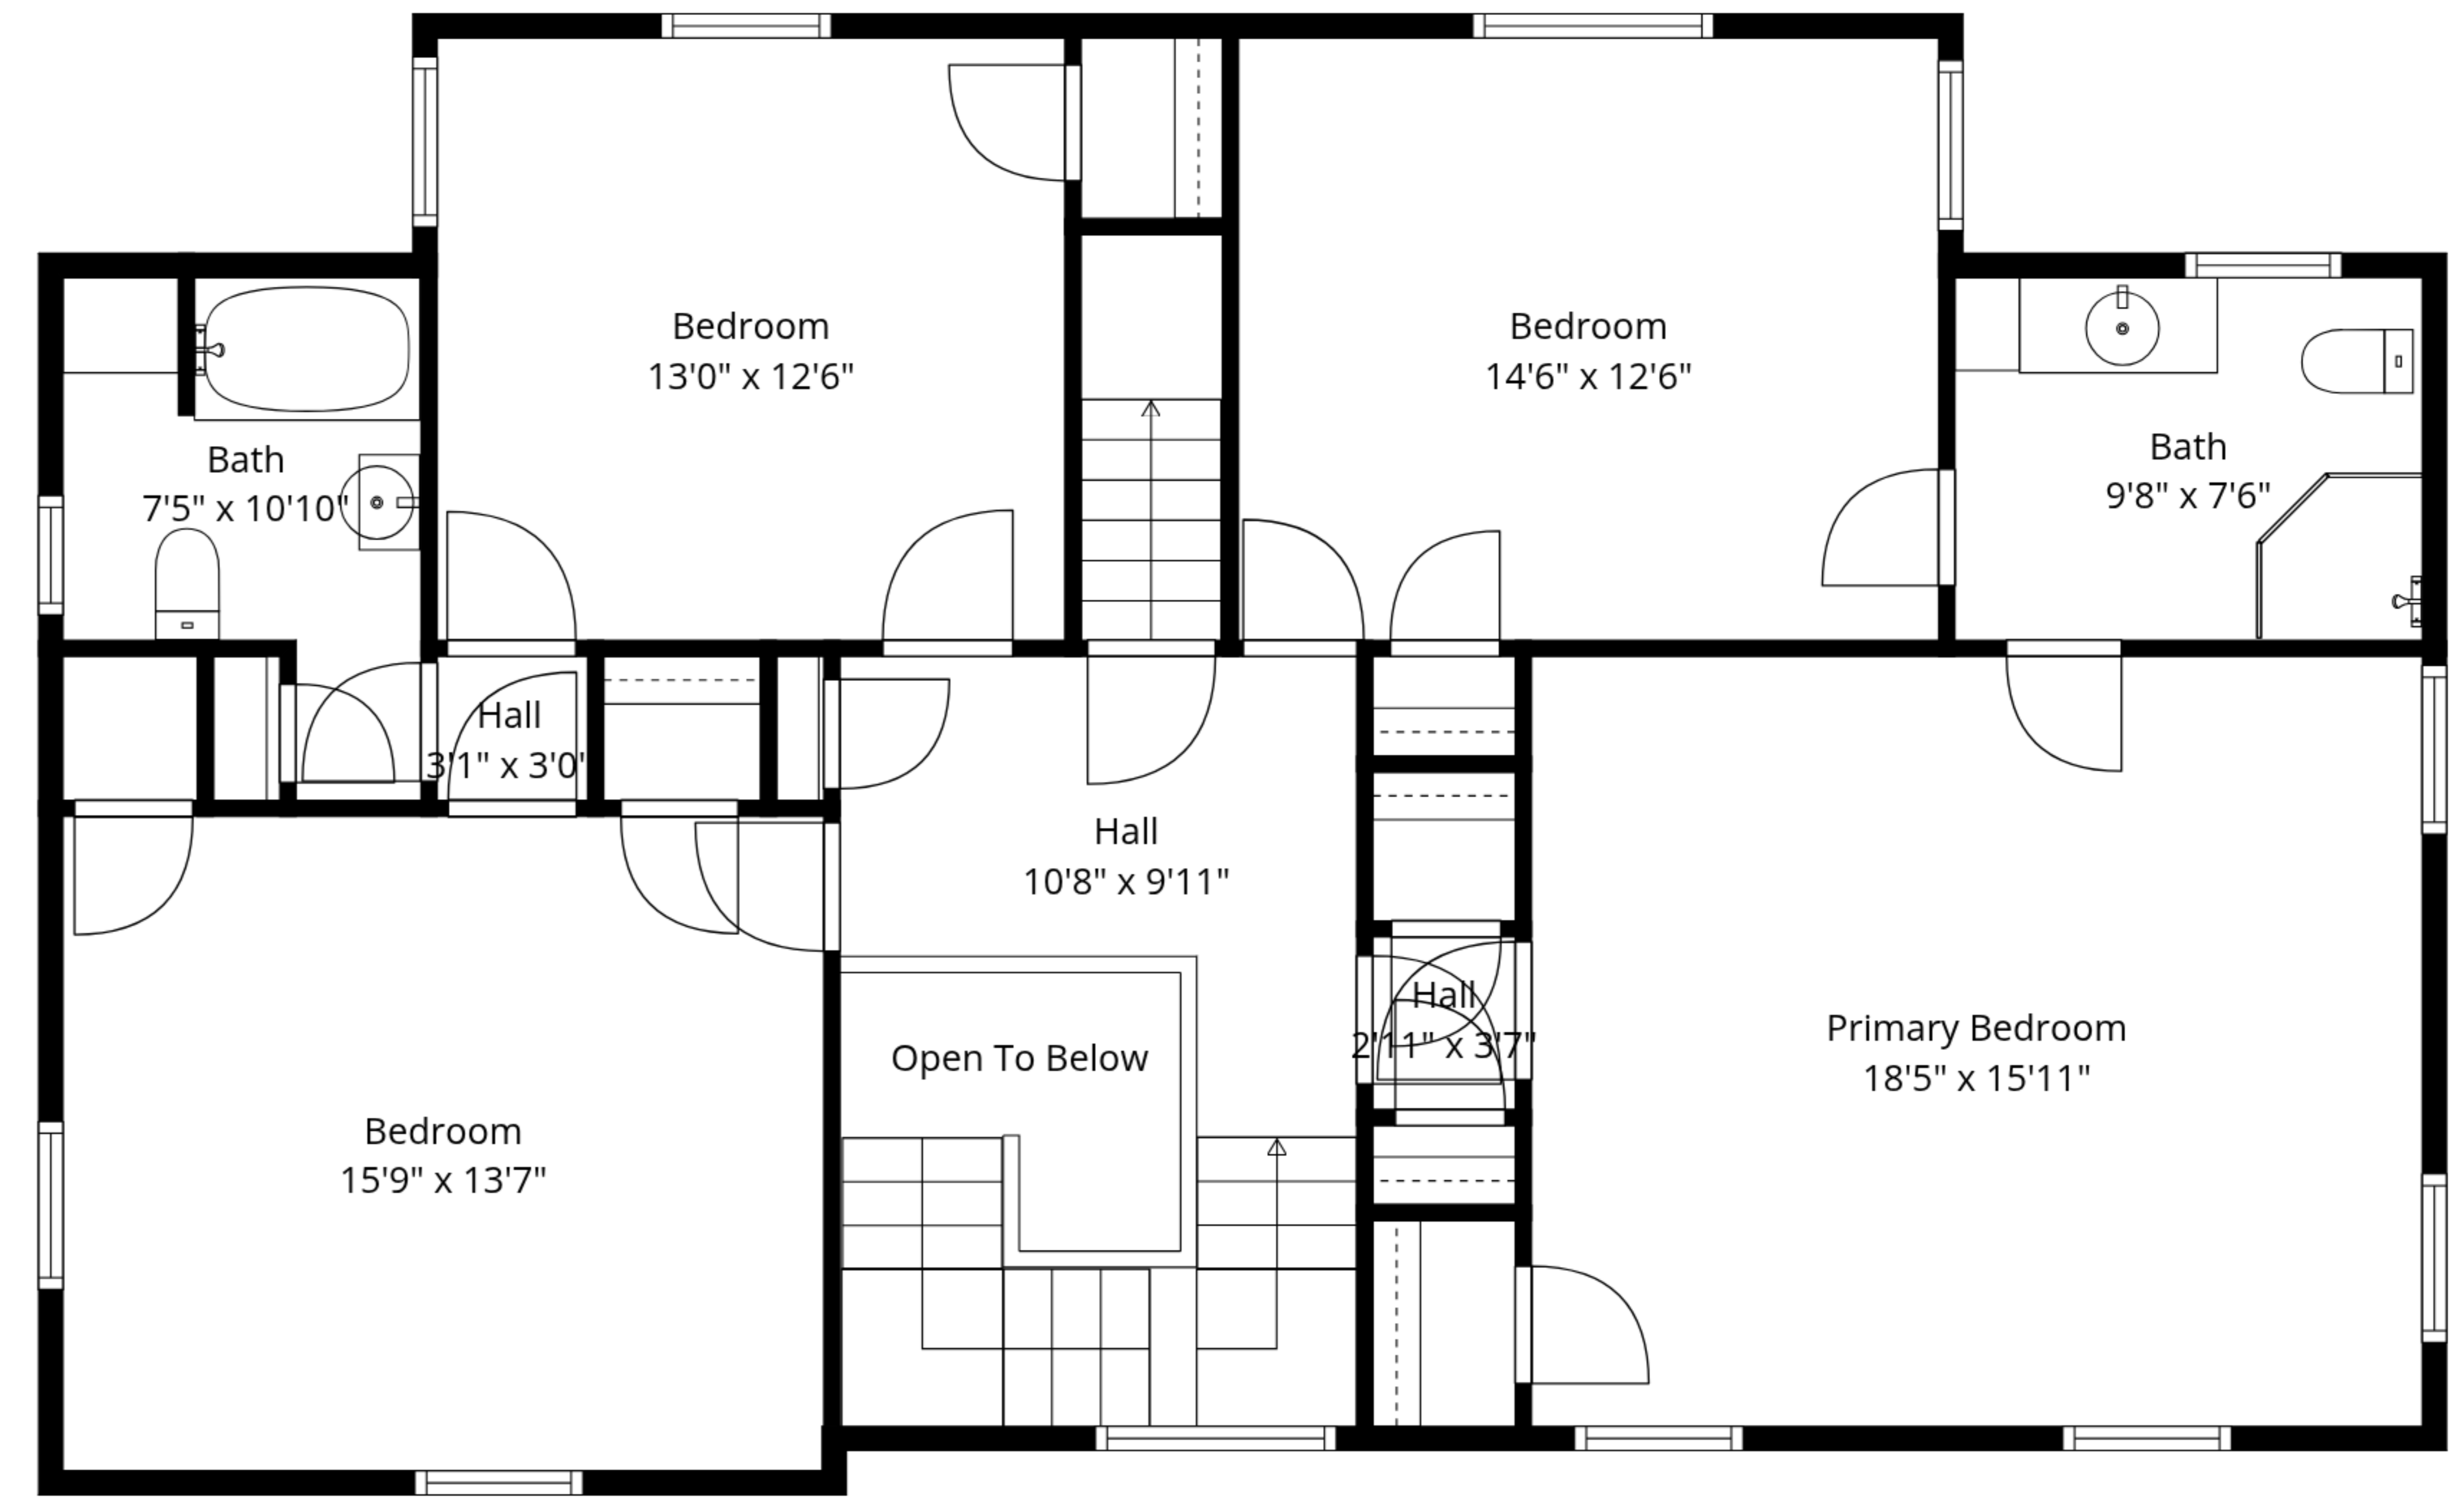 Bedroom
13'0" x 12'6"
Bedroom
14'6" x 12'6"
Bath
7'5" x 10'10"
Bath
9'8" x 7'6"
Hall
3'1" x 3'0"
Hall
10'8" x 9'11"
Hall
2'11" x 3'7"
Open To Below
Primary Bedroom
18'5" x 15'11"
Bedroom
15'9" x 13'7"